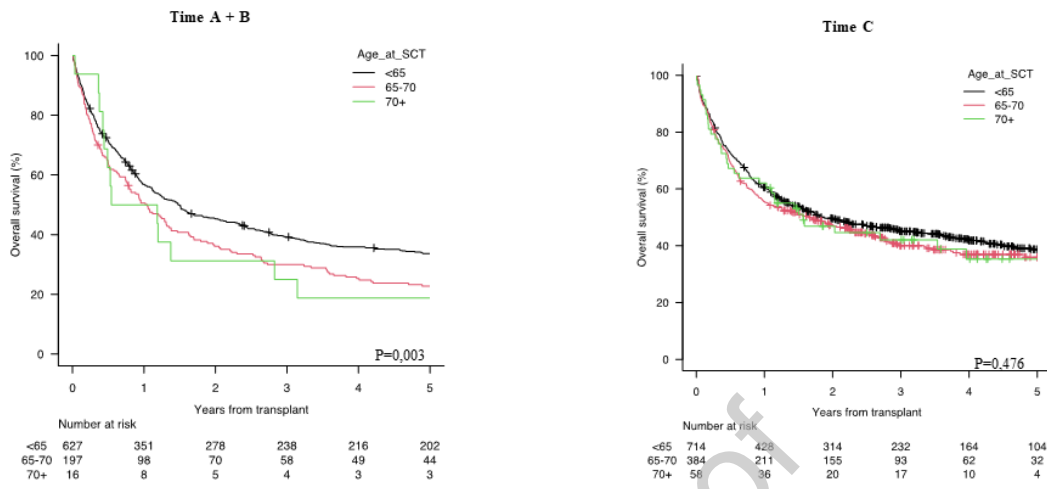 Time A + B
Age_at_SCT
<65
65-70
70+
100
80
60
40
20
0
Overall survival (%)
P=0,003
0 1 2 3 4 5
Years from transplant
Number at risk
<65 627 351 278 238 216 202
65-70 197 98 70 58 49 44
70+ 16 8 5 4 3 3
Time C
Age_at_SCT
<65
65-70
70+
100
80
60
40
20
0
Overall survival (%)
P=0.476
0 1 2 3 4 5
Years from transplant
Number at risk
<65 714 428 314 232 164 104
65-70 384 211 155 93 62 32
70+ 58 36 20 17 10 4
of